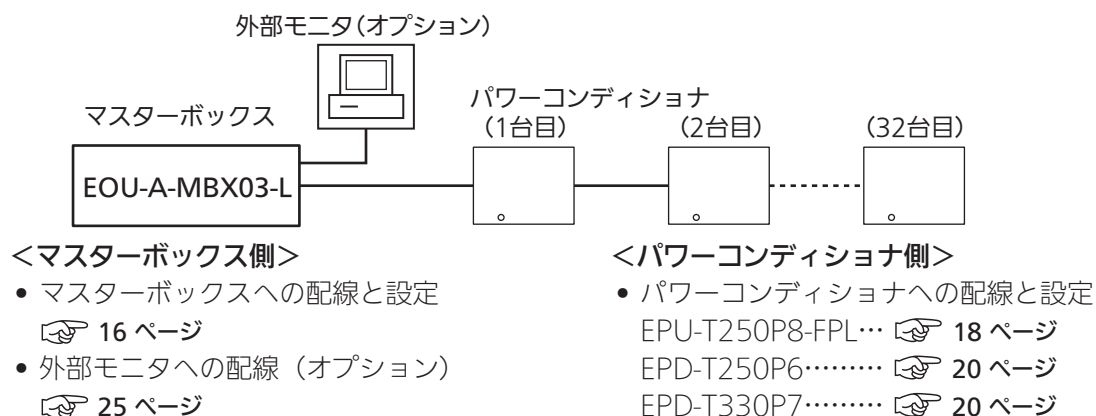 外部モニタ(オプション)
マスターボックス
パワーコンディショナ
(1台目)
(2台目)
(32台目)
EOU-A-MBX03-L
<マスターボックス側>
• マスターボックスへの配線と設定
☞ 16 ページ
• 外部モニタへの配線（オプション）
☞ 25 ページ
<パワーコンディショナ側>
• パワーコンディショナへの配線と設定
EPU-T250P8-FPL… ☞ 18 ページ
EPD-T250P6……… ☞ 20 ページ
EPD-T330P7……… ☞ 20 ページ